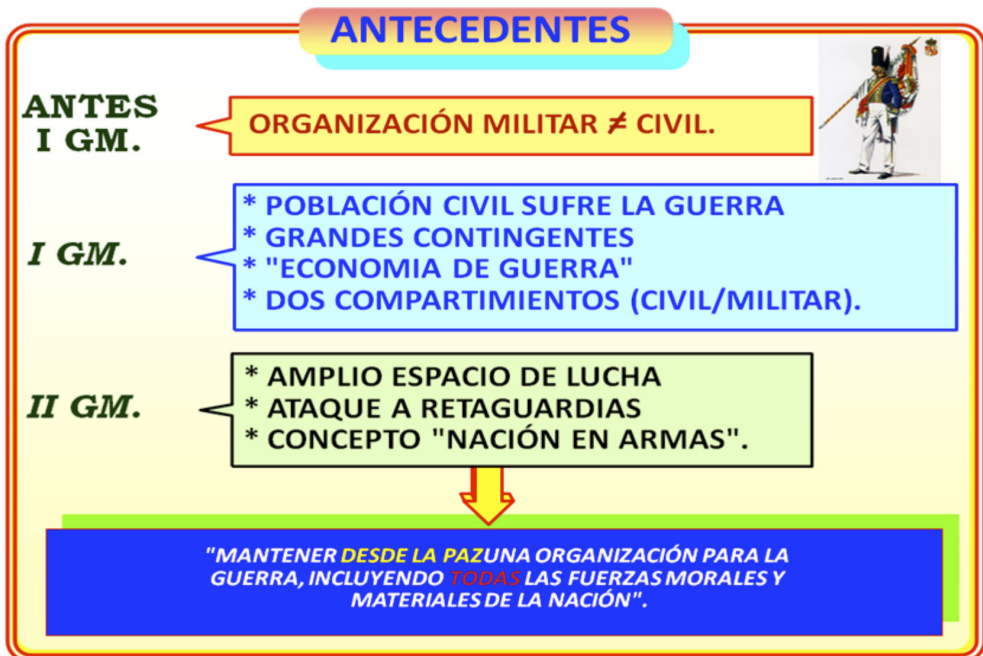 ANTECEDENTES
ANTES
I GM.
ORGANIZACIÓN MILITAR ≠ CIVIL.
I GM.
* POBLACIÓN CIVIL SUFRE LA GUERRA
* GRANDES CONTINGENTES
* "ECONOMIA DE GUERRA"
* DOS COMPARTIMIENTOS (CIVIL/MILITAR).
II GM.
* AMPLIO ESPACIO DE LUCHA
* ATAQUE A RETAGUARDIAS
* CONCEPTO "NACIÓN EN ARMAS".
"MANTENER DESDE LA PAZUNA ORGANIZACIÓN PARA LA
GUERRA, INCLUYENDO TODAS LAS FUERZAS MORALES Y
MATERIALES DE LA NACIÓN".